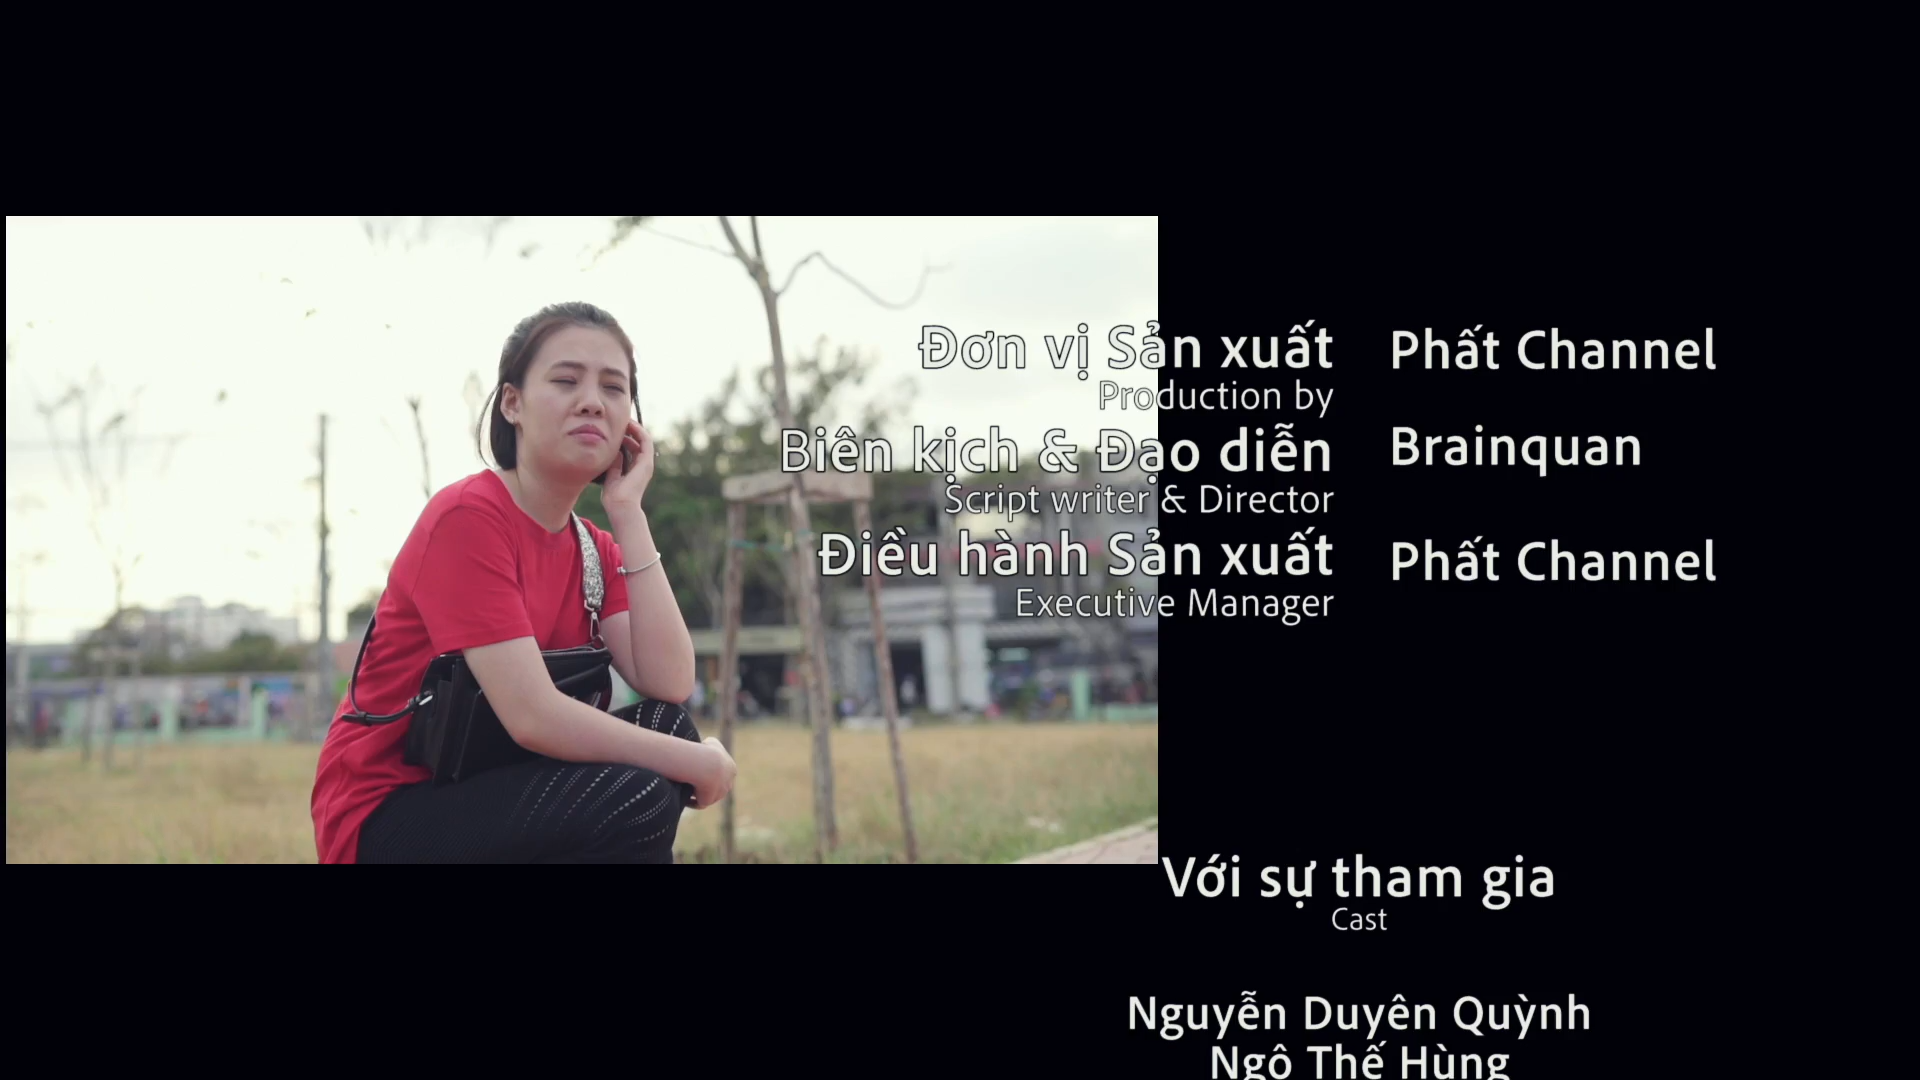 Đơn vị Sản xuất Phất Channel
Production by
Biên kịch & Đạo diễn Brainquan
Script writer & Director
Điều hành Sản xuất Phất Channel
Executive Manager
Với sự tham gia
Cast
Nguyễn Duyên Quỳnh
Ngô Thế Hùng